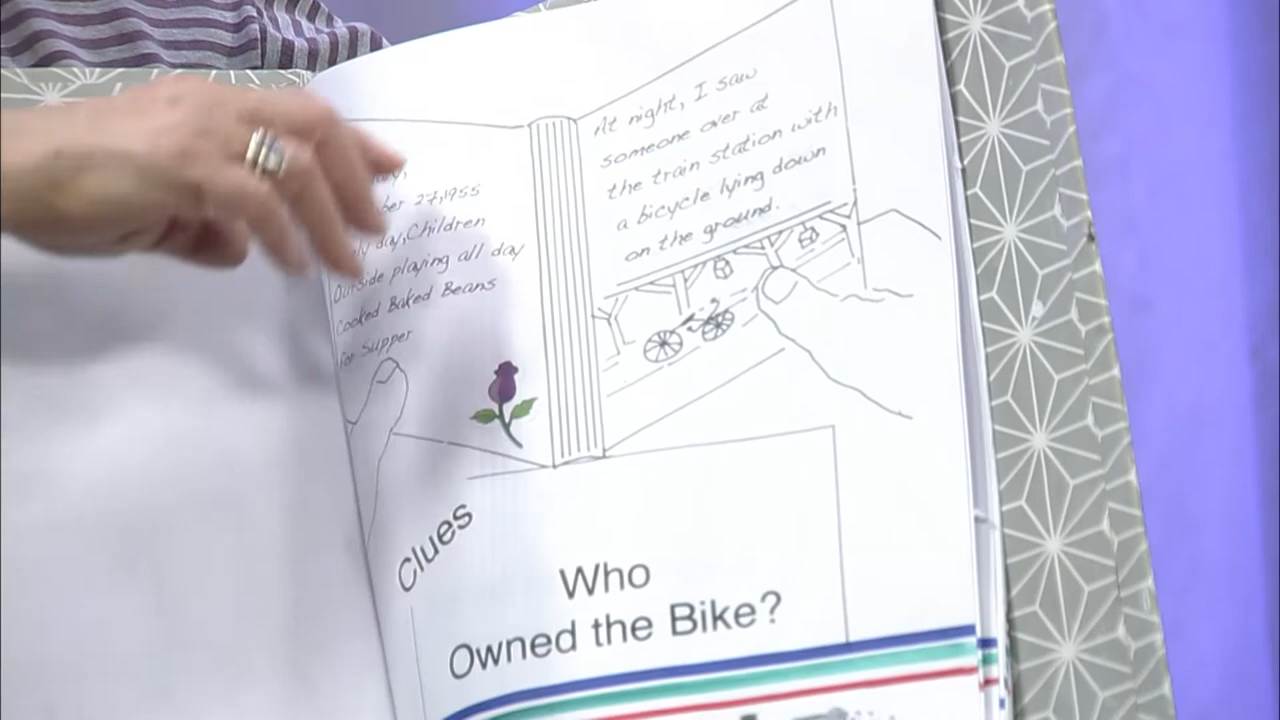 27,1955
day, Children
Outside playing all day
Cooked Baked Beans
for Supper
At night, I saw
someone over at
the train station with
a bicycle lying down
on the ground.
Clues
Who
Owned the Bike?